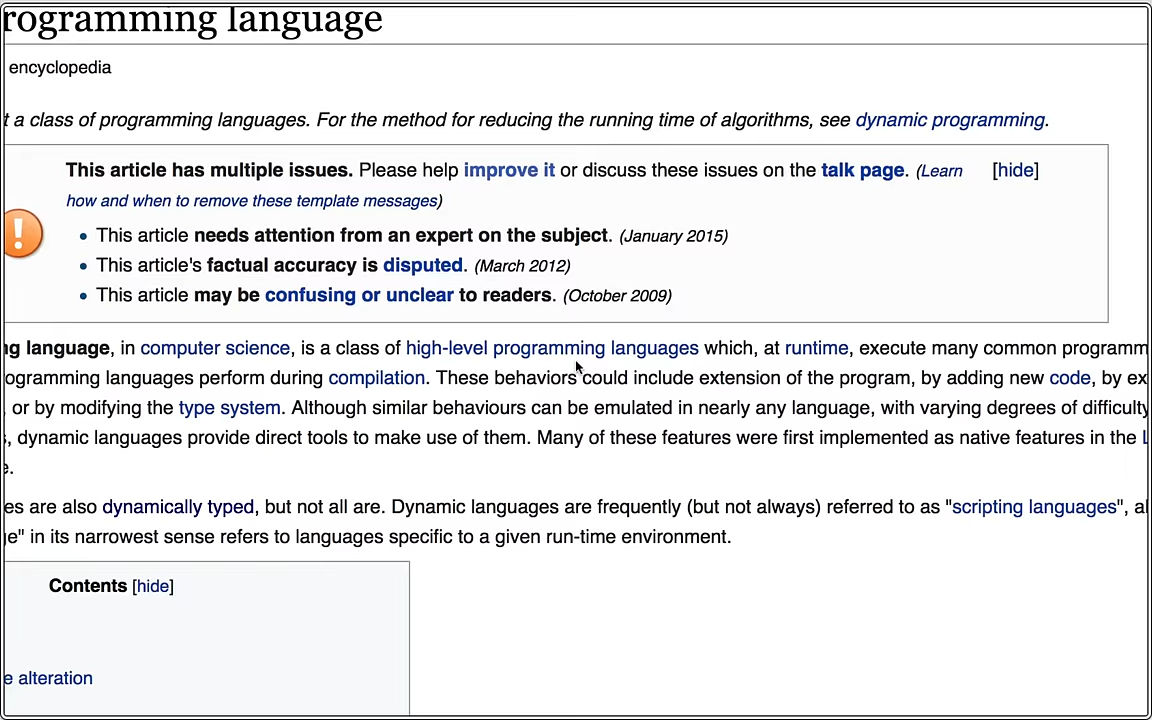 rogramming language
encyclopedia
t a class of programming languages. For the method for reducing the running time of algorithms, see dynamic programming.
This article has multiple issues. Please help improve it or discuss these issues on the talk page. (Learn [hide]
how and when to remove these template messages)
• This article needs attention from an expert on the subject. (January 2015)
• This article's factual accuracy is disputed. (March 2012)
• This article may be confusing or unclear to readers. (October 2009)
ng language, in computer science, is a class of high-level programming languages which, at runtime, execute many common programm
ogramming languages perform during compilation. These behaviors could include extension of the program, by adding new code, by ex
, or by modifying the type system. Although similar behaviours can be emulated in nearly any language, with varying degrees of difficulty
s, dynamic languages provide direct tools to make use of them. Many of these features were first implemented as native features in the L
e.
es are also dynamically typed, but not all are. Dynamic languages are frequently (but not always) referred to as "scripting languages", al
ge" in its narrowest sense refers to languages specific to a given run-time environment.
Contents [hide]
e alteration